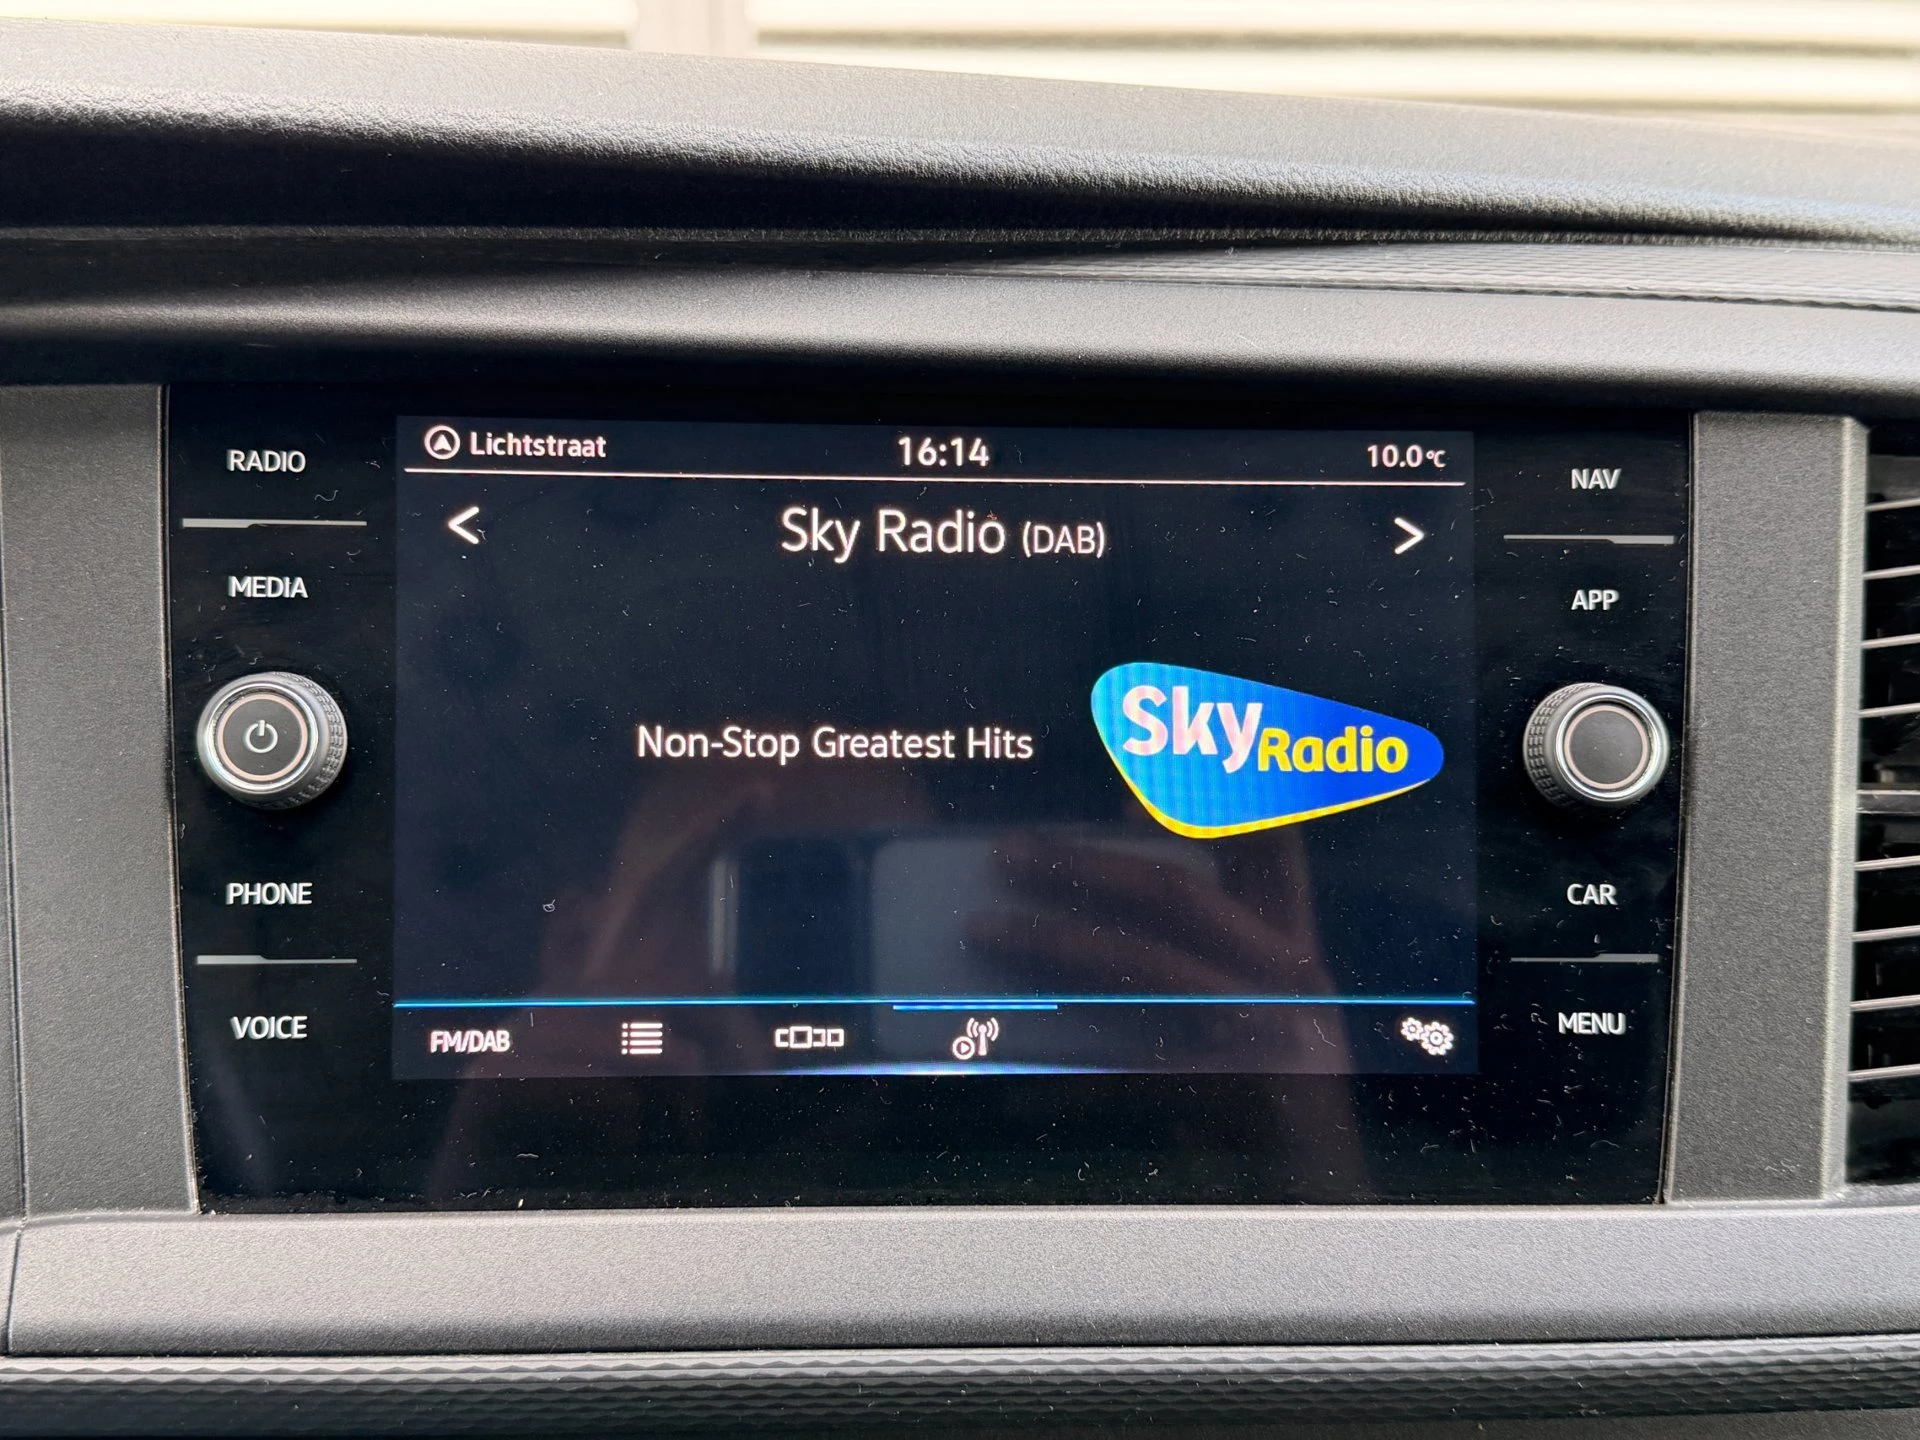 RADIO
MEDIA
PHONE
VOICE
Lichtstraat
16:14
10.0°C
< Sky Radio (DAB) >
Non-Stop Greatest Hits
Sky Radio
FM/DAB
NAV
APP
CAR
MENU